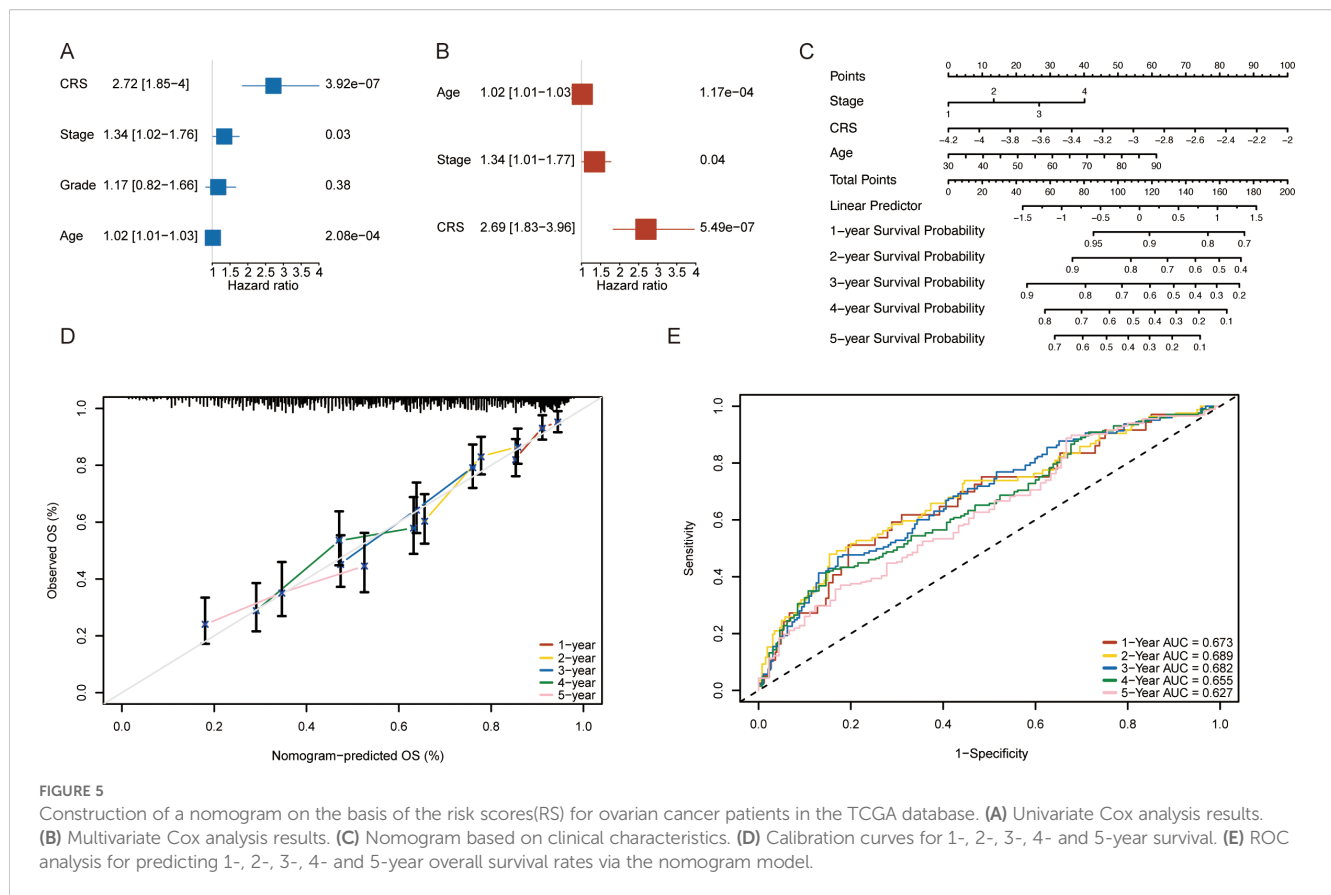 A
CRS 2.72 [1.85−4] 3.92e−07
Stage 1.34 [1.02−1.76] 0.03
Grade 1.17 [0.82−1.66] 0.38
Age 1.02 [1.01−1.03] 2.08e−04
1 1.5 2 2.5 3 3.5 4
Hazard ratio
B
Age 1.02 [1.01−1.03 1.17e−04
Stage 1.34 [1.01−1.77] 0.04
CRS 2.69 [1.83−3.96] 5.49e−07
1 1.5 2 2.5 3 3.5 4
Hazard ratio
C
Points 0 10 20 30 40 50 60 70 80 90 100
Stage 1 2 3 4
CRS −4.2 −4 −3.8 −3.6 −3.4 −3.2 −3 −2.8 −2.6 −2.4 −2.2 −2
Age 30 40 50 60 70 80 90
Total Points 0 20 40 60 80 100 120 140 160 180 200
Linear Predictor −1.5 −1 −0.5 0 0.5 1 1.5
1−year Survival Probability 0.95 0.9 0.8 0.7
2−year Survival Probability 0.9 0.8 0.7 0.6 0.5 0.4
3−year Survival Probability 0.9 0.8 0.7 0.6 0.5 0.4 0.3 0.2
4−year Survival Probability 0.8 0.7 0.6 0.5 0.4 0.3 0.2 0.1
5−year Survival Probability 0.7 0.6 0.5 0.4 0.3 0.2 0.1
D
Observed OS (%)
1.0
0.8
0.6
0.4
0.2
0.0
1−year
2−year
3−year
4−year
5−year
0.0 0.2 0.4 0.6 0.8 1.0
Nomogram−predicted OS (%)
E
Sensitivity
1.0
0.8
0.6
0.4
0.2
0.0
1−Year AUC = 0.673
2−Year AUC = 0.689
3−Year AUC = 0.682
4−Year AUC = 0.655
5−Year AUC = 0.627
0.0 0.2 0.4 0.6 0.8 1.0
1−Specificity
FIGURE 5
Construction of a nomogram on the basis of the risk scores(RS) for ovarian cancer patients in the TCGA database. (A) Univariate Cox analysis results.
(B) Multivariate Cox analysis results. (C) Nomogram based on clinical characteristics. (D) Calibration curves for 1-, 2-, 3-, 4- and 5-year survival. (E) ROC
analysis for predicting 1-, 2-, 3-, 4- and 5-year overall survival rates via the nomogram model.